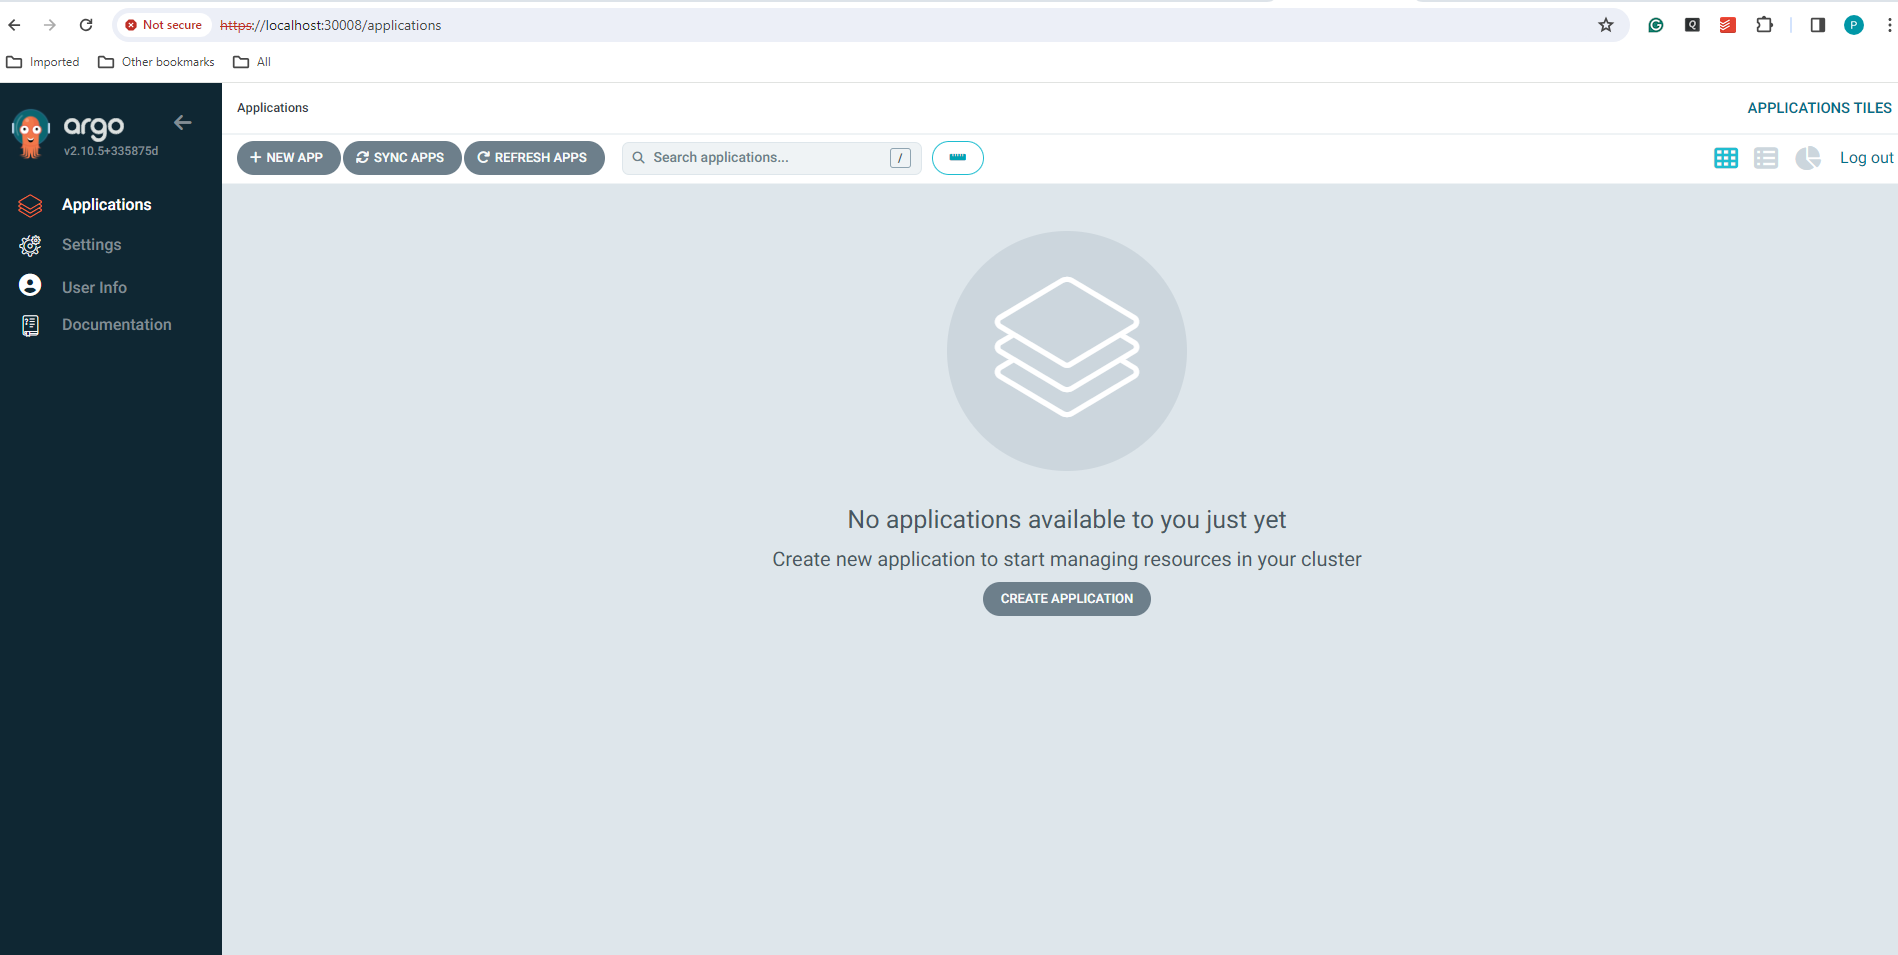 Not secure https://localhost:30008/applications
Imported Other bookmarks All
argo
v2.10.5+335875d
Applications
Settings
User Info
Documentation
Applications APPLICATIONS TILES
NEW APP SYNC APPS REFRESH APPS Search applications... / Log out
No applications available to you just yet
Create new application to start managing resources in your cluster
CREATE APPLICATION
P
Q